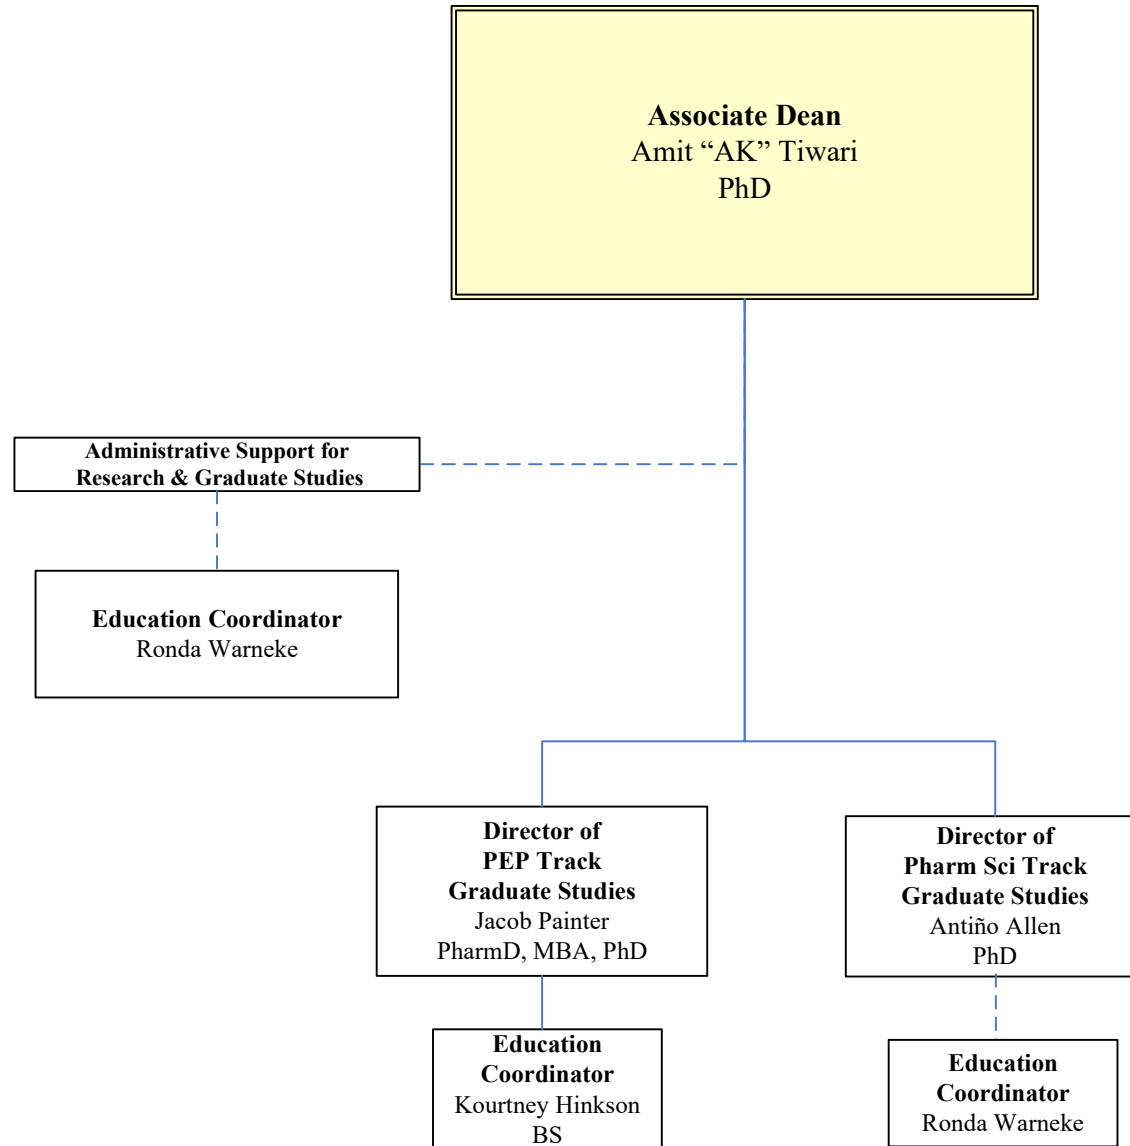 Associate Dean
Amit “AK” Tiwari
PhD
Administrative Support for
Research & Graduate Studies
Education Coordinator
Ronda Warneke
Director of
PEP Track
Graduate Studies
Jacob Painter
PharmD, MBA, PhD
Director of
Pharm Sci Track
Graduate Studies
Antiño Allen
PhD
Education
Coordinator
Kourtney Hinkson
BS
Education
Coordinator
Ronda Warneke